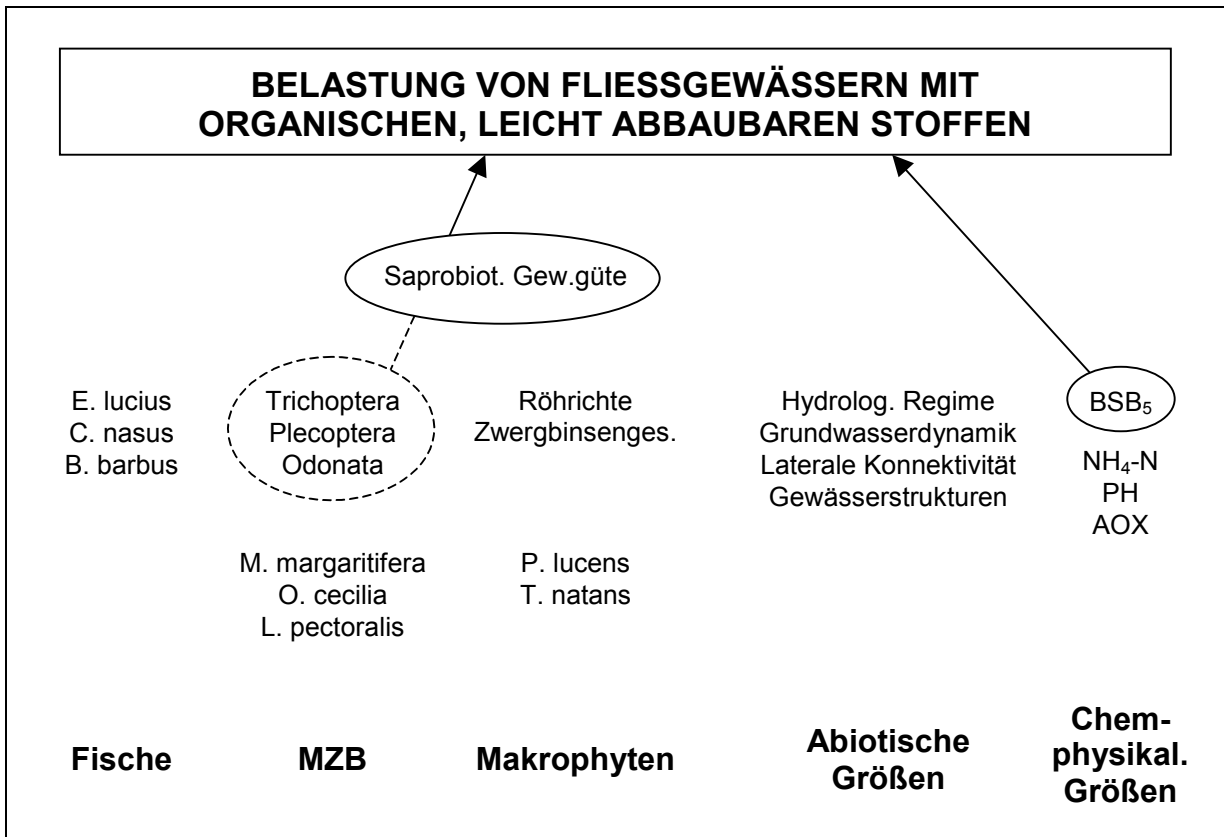 BELASTUNG VON FLIESSGEWÄSSERN MIT
ORGANISCHEN, LEICHT ABBAUBAREN STOFFEN
Saprobiot. Gew.güte
E. lucius
C. nasus
B. barbus
Trichoptera
Plecoptera
Odonata
M. margaritifera
O. cecilia
L. pectoralis
Röhrichte
Zwergbinsenges.
P. lucens
T. natans
Hydrolog. Regime
Grundwasserdynamik
Laterale Konnektivität
Gewässerstrukturen
BSB₅
NH₄-N
PH
AOX
Fische
MZB
Makrophyten
Abiotische
Größen
Chem-
physikal.
Größen